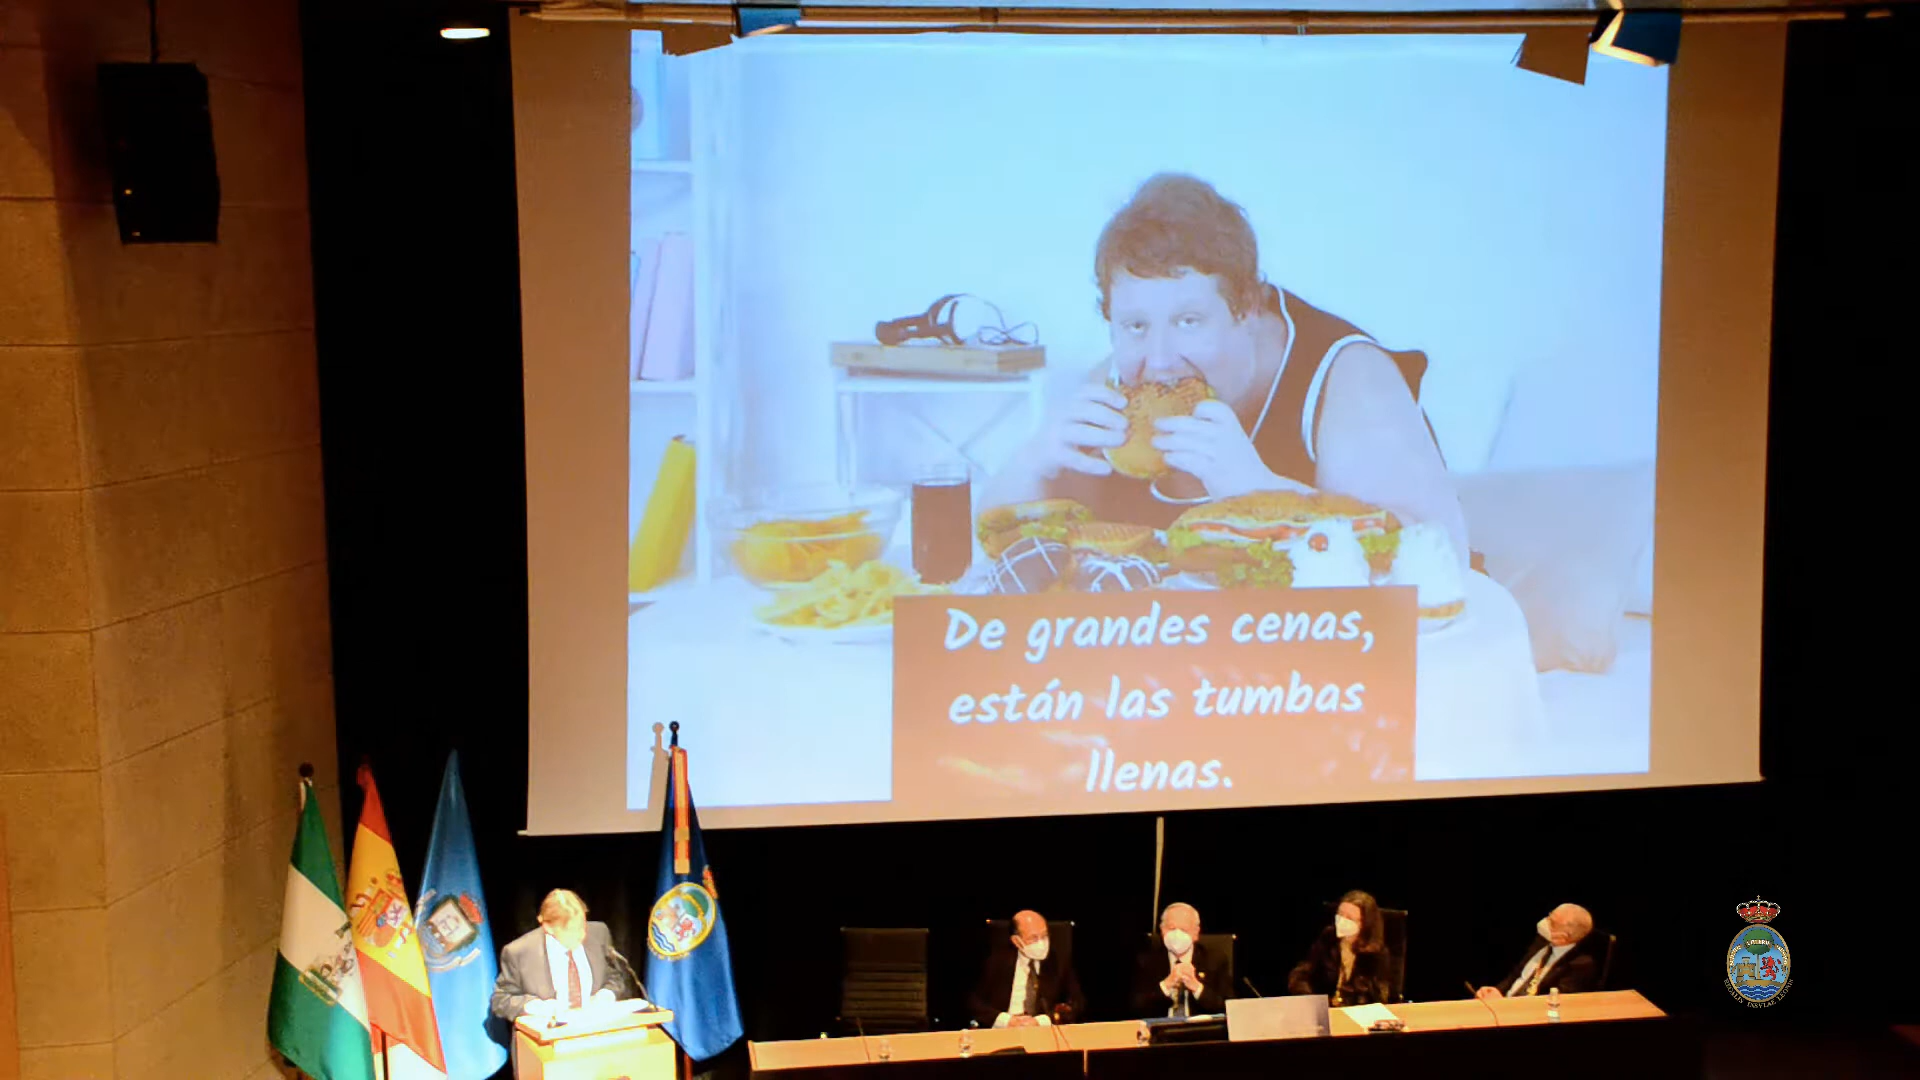 De grandes cenas,
están las tumbas
llenas.